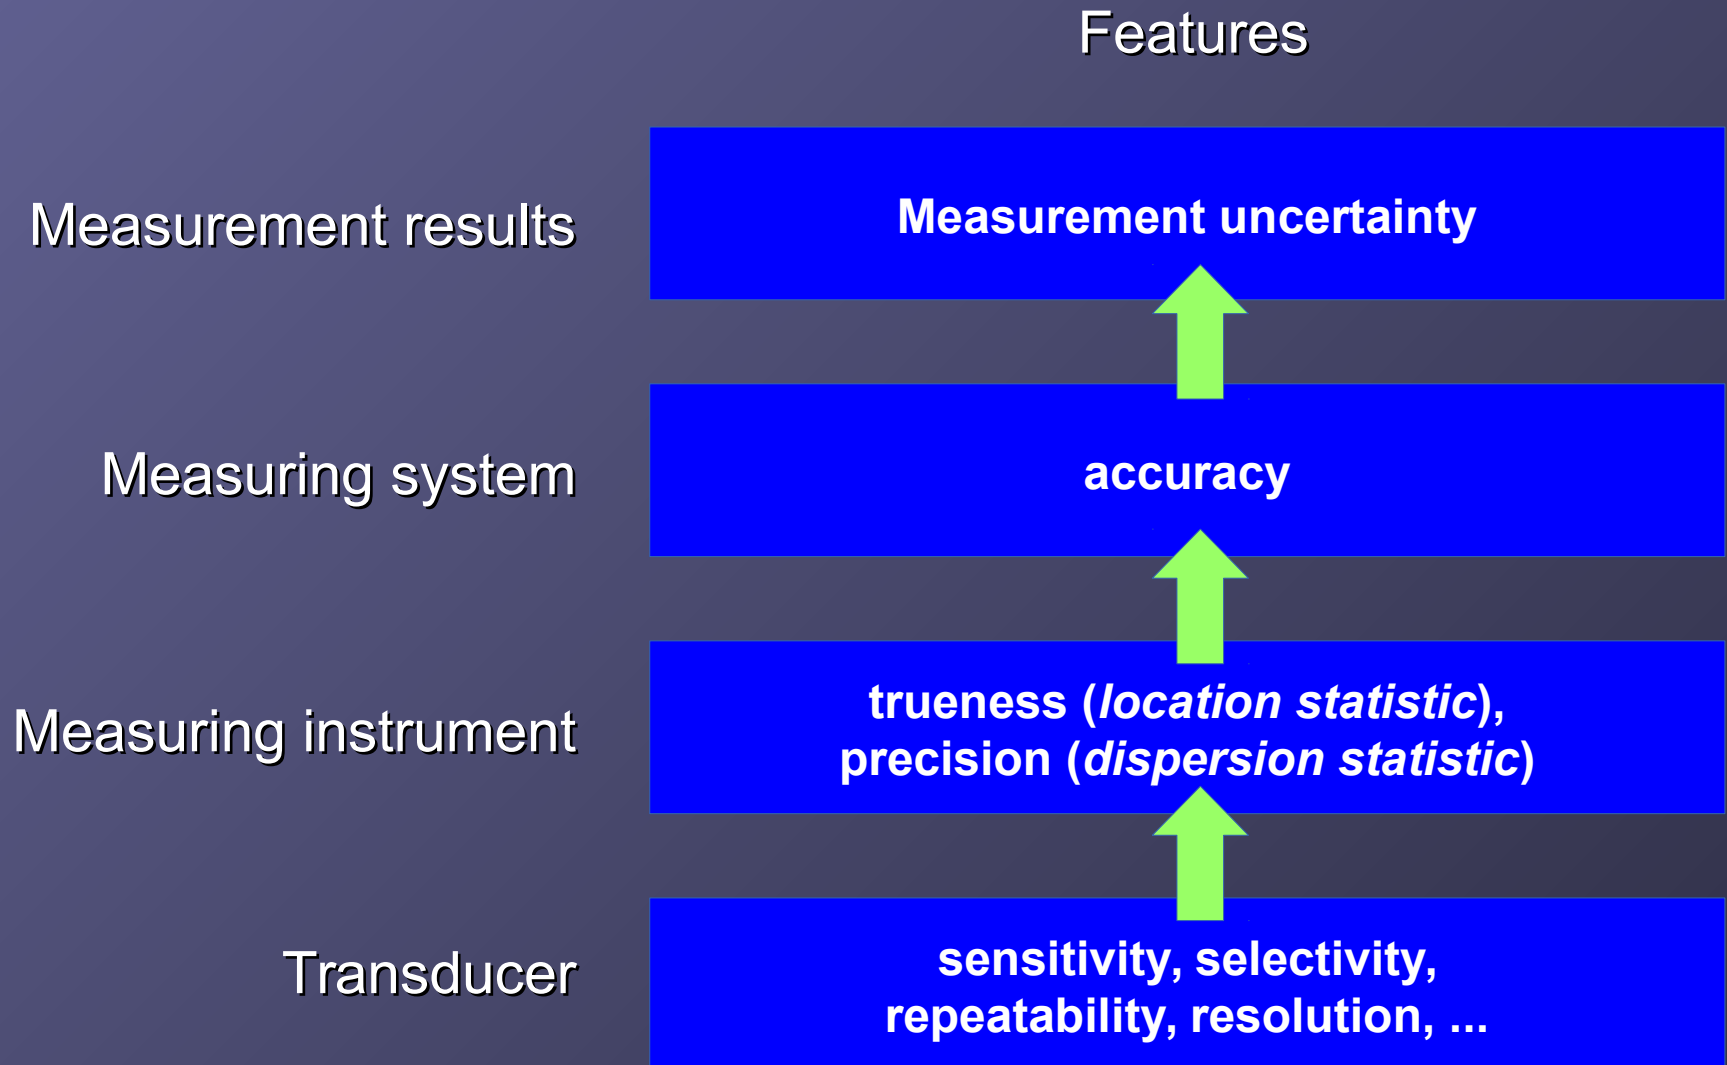 Features
Measurement results
Measurement uncertainty
Measuring system
accuracy
Measuring instrument
trueness (location statistic),
precision (dispersion statistic)
Transducer
sensitivity, selectivity,
repeatability, resolution, ...